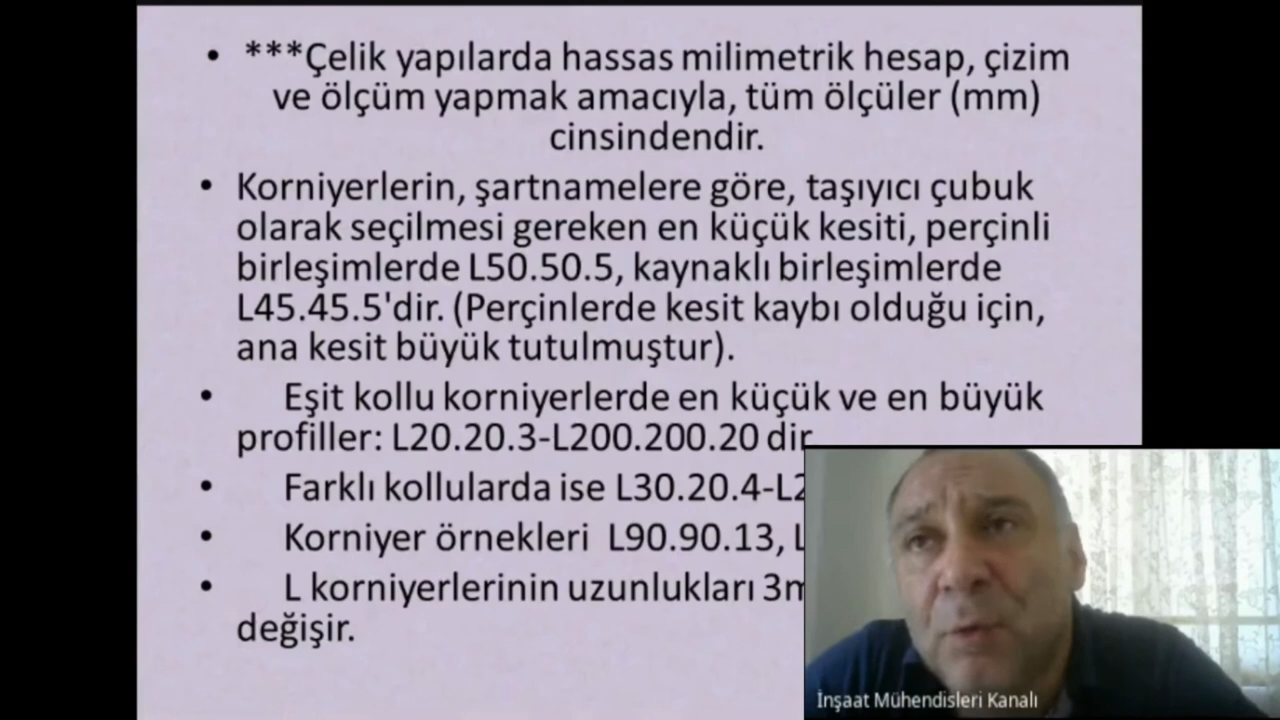 • ***Çelik yapılarda hassas milimetrik hesap, çizim
ve ölçüm yapmak amacıyla, tüm ölçüler (mm)
cinsindendir.
• Korniyerlerin, şartnamelere göre, taşıyıcı çubuk
olarak seçilmesi gereken en küçük kesiti, perçinli
birleşimlerde L50.50.5, kaynaklı birleşimlerde
L45.45.5'dir. (Perçinlerde kesit kaybı olduğu için,
ana kesit büyük tutulmuştur).
• Eşit kollu korniyerlerde en küçük ve en büyük
profiller: L20.20.3-L200.200.20 dir.
• Farklı kollularda ise L30.20.4-L2
• Korniyer örnekleri L90.90.13, L
• L korniyerlerinin uzunlukları 3m
değişir.
İnşaat Mühendisleri Kanalı